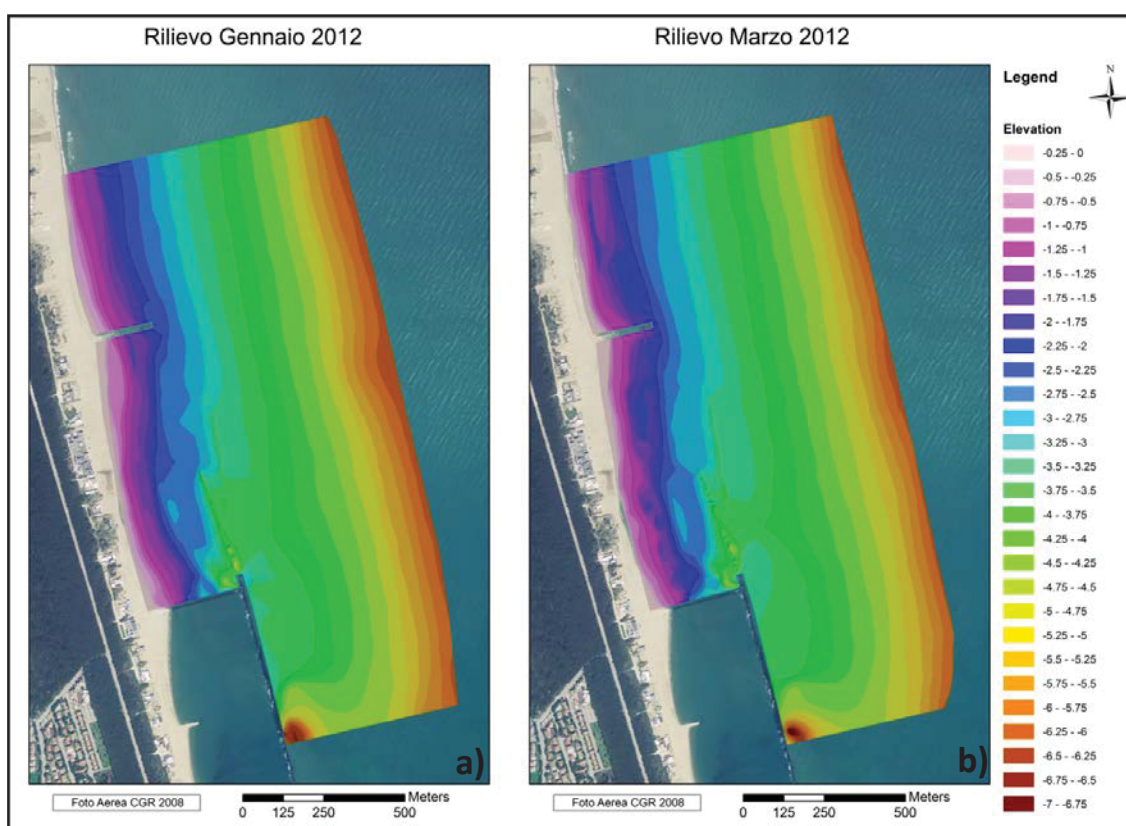 Rilievo Gennaio 2012
Rilievo Marzo 2012
a)
b)
Foto Aerea CGR 2008
Meters
0 125 250 500
Foto Aerea CGR 2008
Meters
0 125 250 500
Legend
N
Elevation
-0.25 - 0
-0.5 - -0.25
-0.75 - -0.5
-1 - -0.75
-1.25 - -1
-1.5 - -1.25
-1.75 - -1.5
-2 - -1.75
-2.25 - -2
-2.5 - -2.25
-2.75 - -2.5
-3 - -2.75
-3.25 - -3
-3.5 - -3.25
-3.75 - -3.5
-4 - -3.75
-4.25 - -4
-4.5 - -4.25
-4.75 - -4.5
-5 - -4.75
-5.25 - -5
-5.5 - -5.25
-5.75 - -5.5
-6 - -5.75
-6.25 - -6
-6.5 - -6.25
-6.75 - -6.5
-7 - -6.75